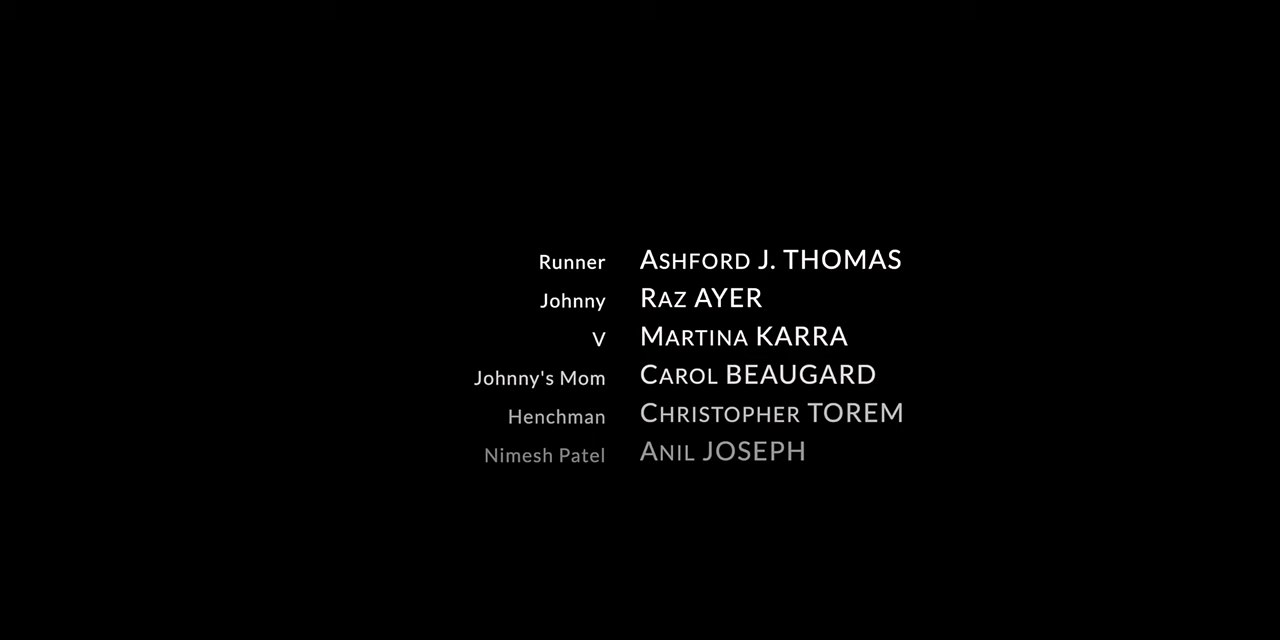 Runner Ashford J. THOMAS
Johnny Raz AYER
V Martina KARRA
Johnny's Mom Carol BEAUGARD
Henchman Christopher TOREM
Nimesh Patel Anil JOSEPH